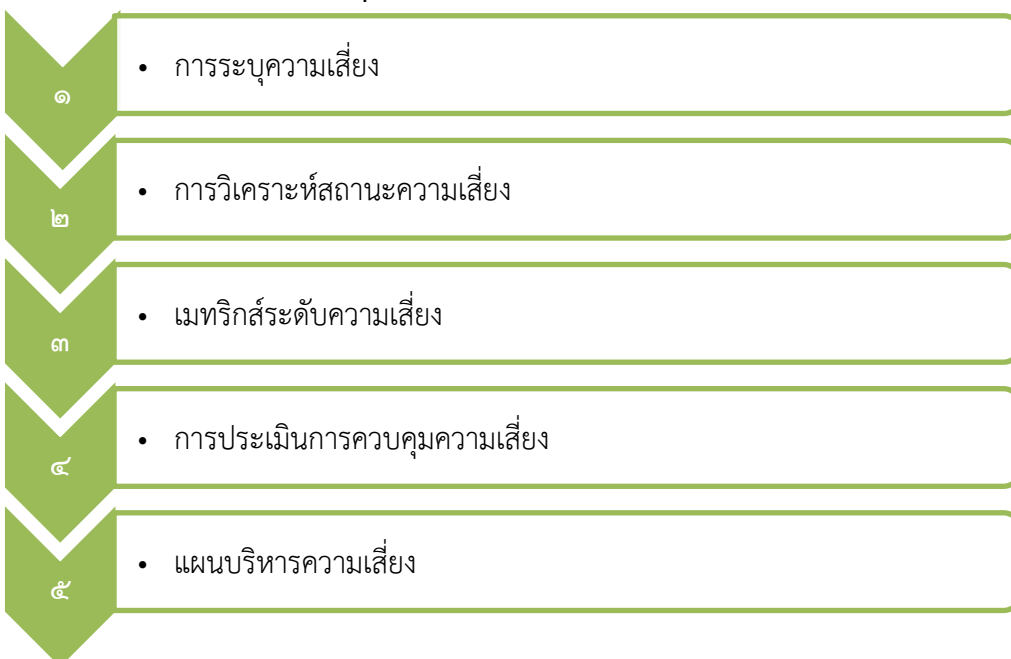 ๑
• การระบุความเสี่ยง
๒
• การวิเคราะห์สถานะความเสี่ยง
๓
• เมทริกส์ระดับความเสี่ยง
๔
• การประเมินการควบคุมความเสี่ยง
๕
• แผนบริหารความเสี่ยง